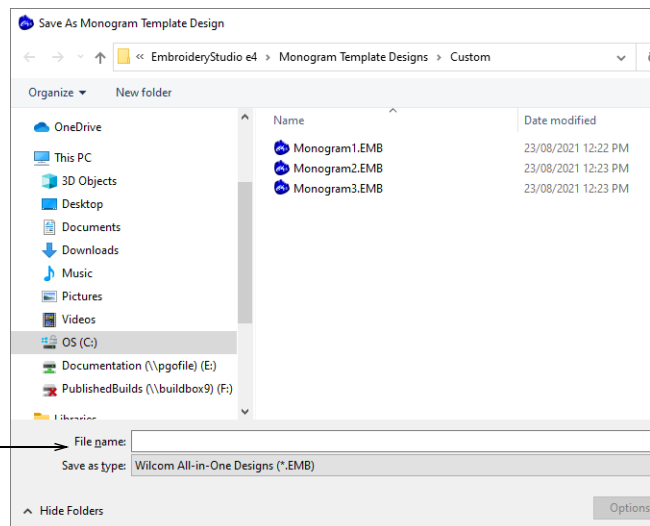 Save As Monogram Template Design
« EmbroideryStudio e4 > Monogram Template Designs > Custom
Organize New folder
Name Date modified
OneDrive
This PC
3D Objects
Desktop
Documents
Downloads
Music
Pictures
Videos
OS (C:)
Documentation (\\pgofile) (E:)
PublishedBuilds (\\buildbox9) (F:)
Libraries
Monogram1.EMB 23/08/2021 12:22 PM
Monogram2.EMB 23/08/2021 12:23 PM
Monogram3.EMB 23/08/2021 12:23 PM
File name:
Save as type: Wilcom All-in-One Designs (*.EMB)
Hide Folders Options